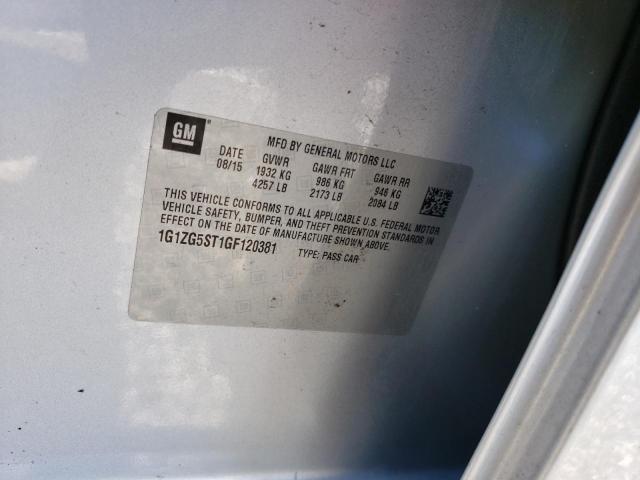 GM
MFD BY GENERAL MOTORS LLC
DATE GVWR GAWR FRT GAWR RR
08/15 1932 KG 986 KG 946 KG
4257 LB 2173 LB 2084 LB
THIS VEHICLE CONFORMS TO ALL APPLICABLE U.S. FEDERAL MOTOR
VEHICLE SAFETY, BUMPER, AND THEFT PREVENTION STANDARDS IN
EFFECT ON THE DATE OF MANUFACTURE SHOWN ABOVE.
1G1ZG5ST1GF120381 TYPE: PASS CAR